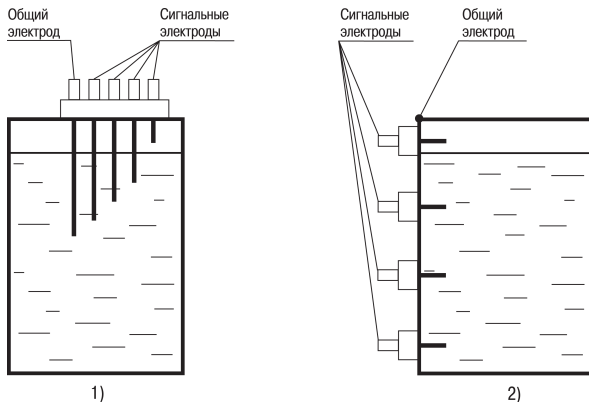 Общий
электрод
Сигнальные
электроды
Сигнальные
электроды
Общий
электрод
1)
2)